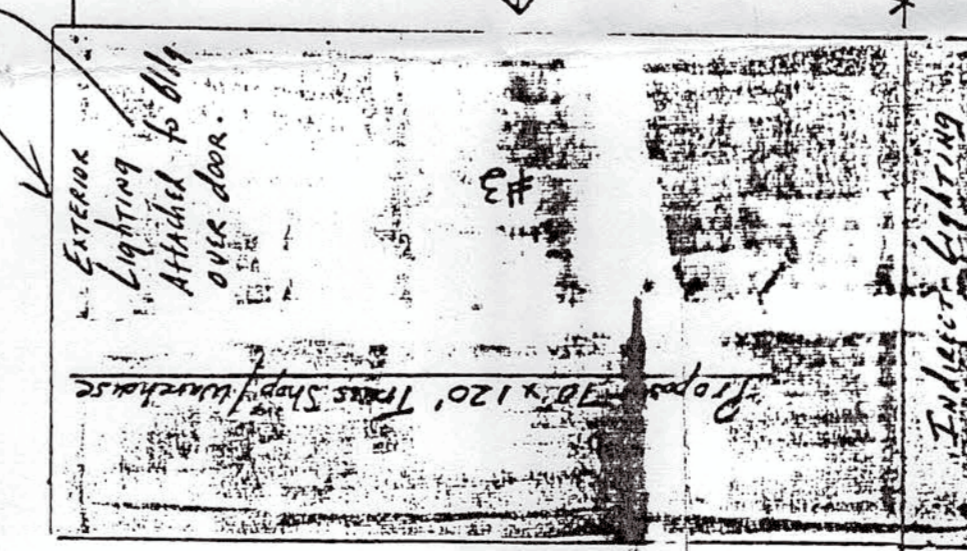 EXTERIOR
Lighting
Attached to bldg
over door.
#3
Proposed 70' x 120' Truss Shop/Warehouse
INDIRECT LIGHTING